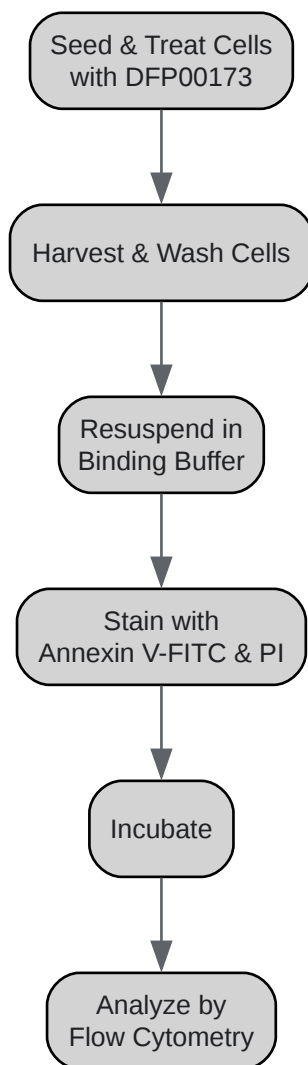 Seed & Treat Cells
with DFP00173
Harvest & Wash Cells
Resuspend in
Binding Buffer
Stain with
Annexin V-FITC & PI
Incubate
Analyze by
Flow Cytometry